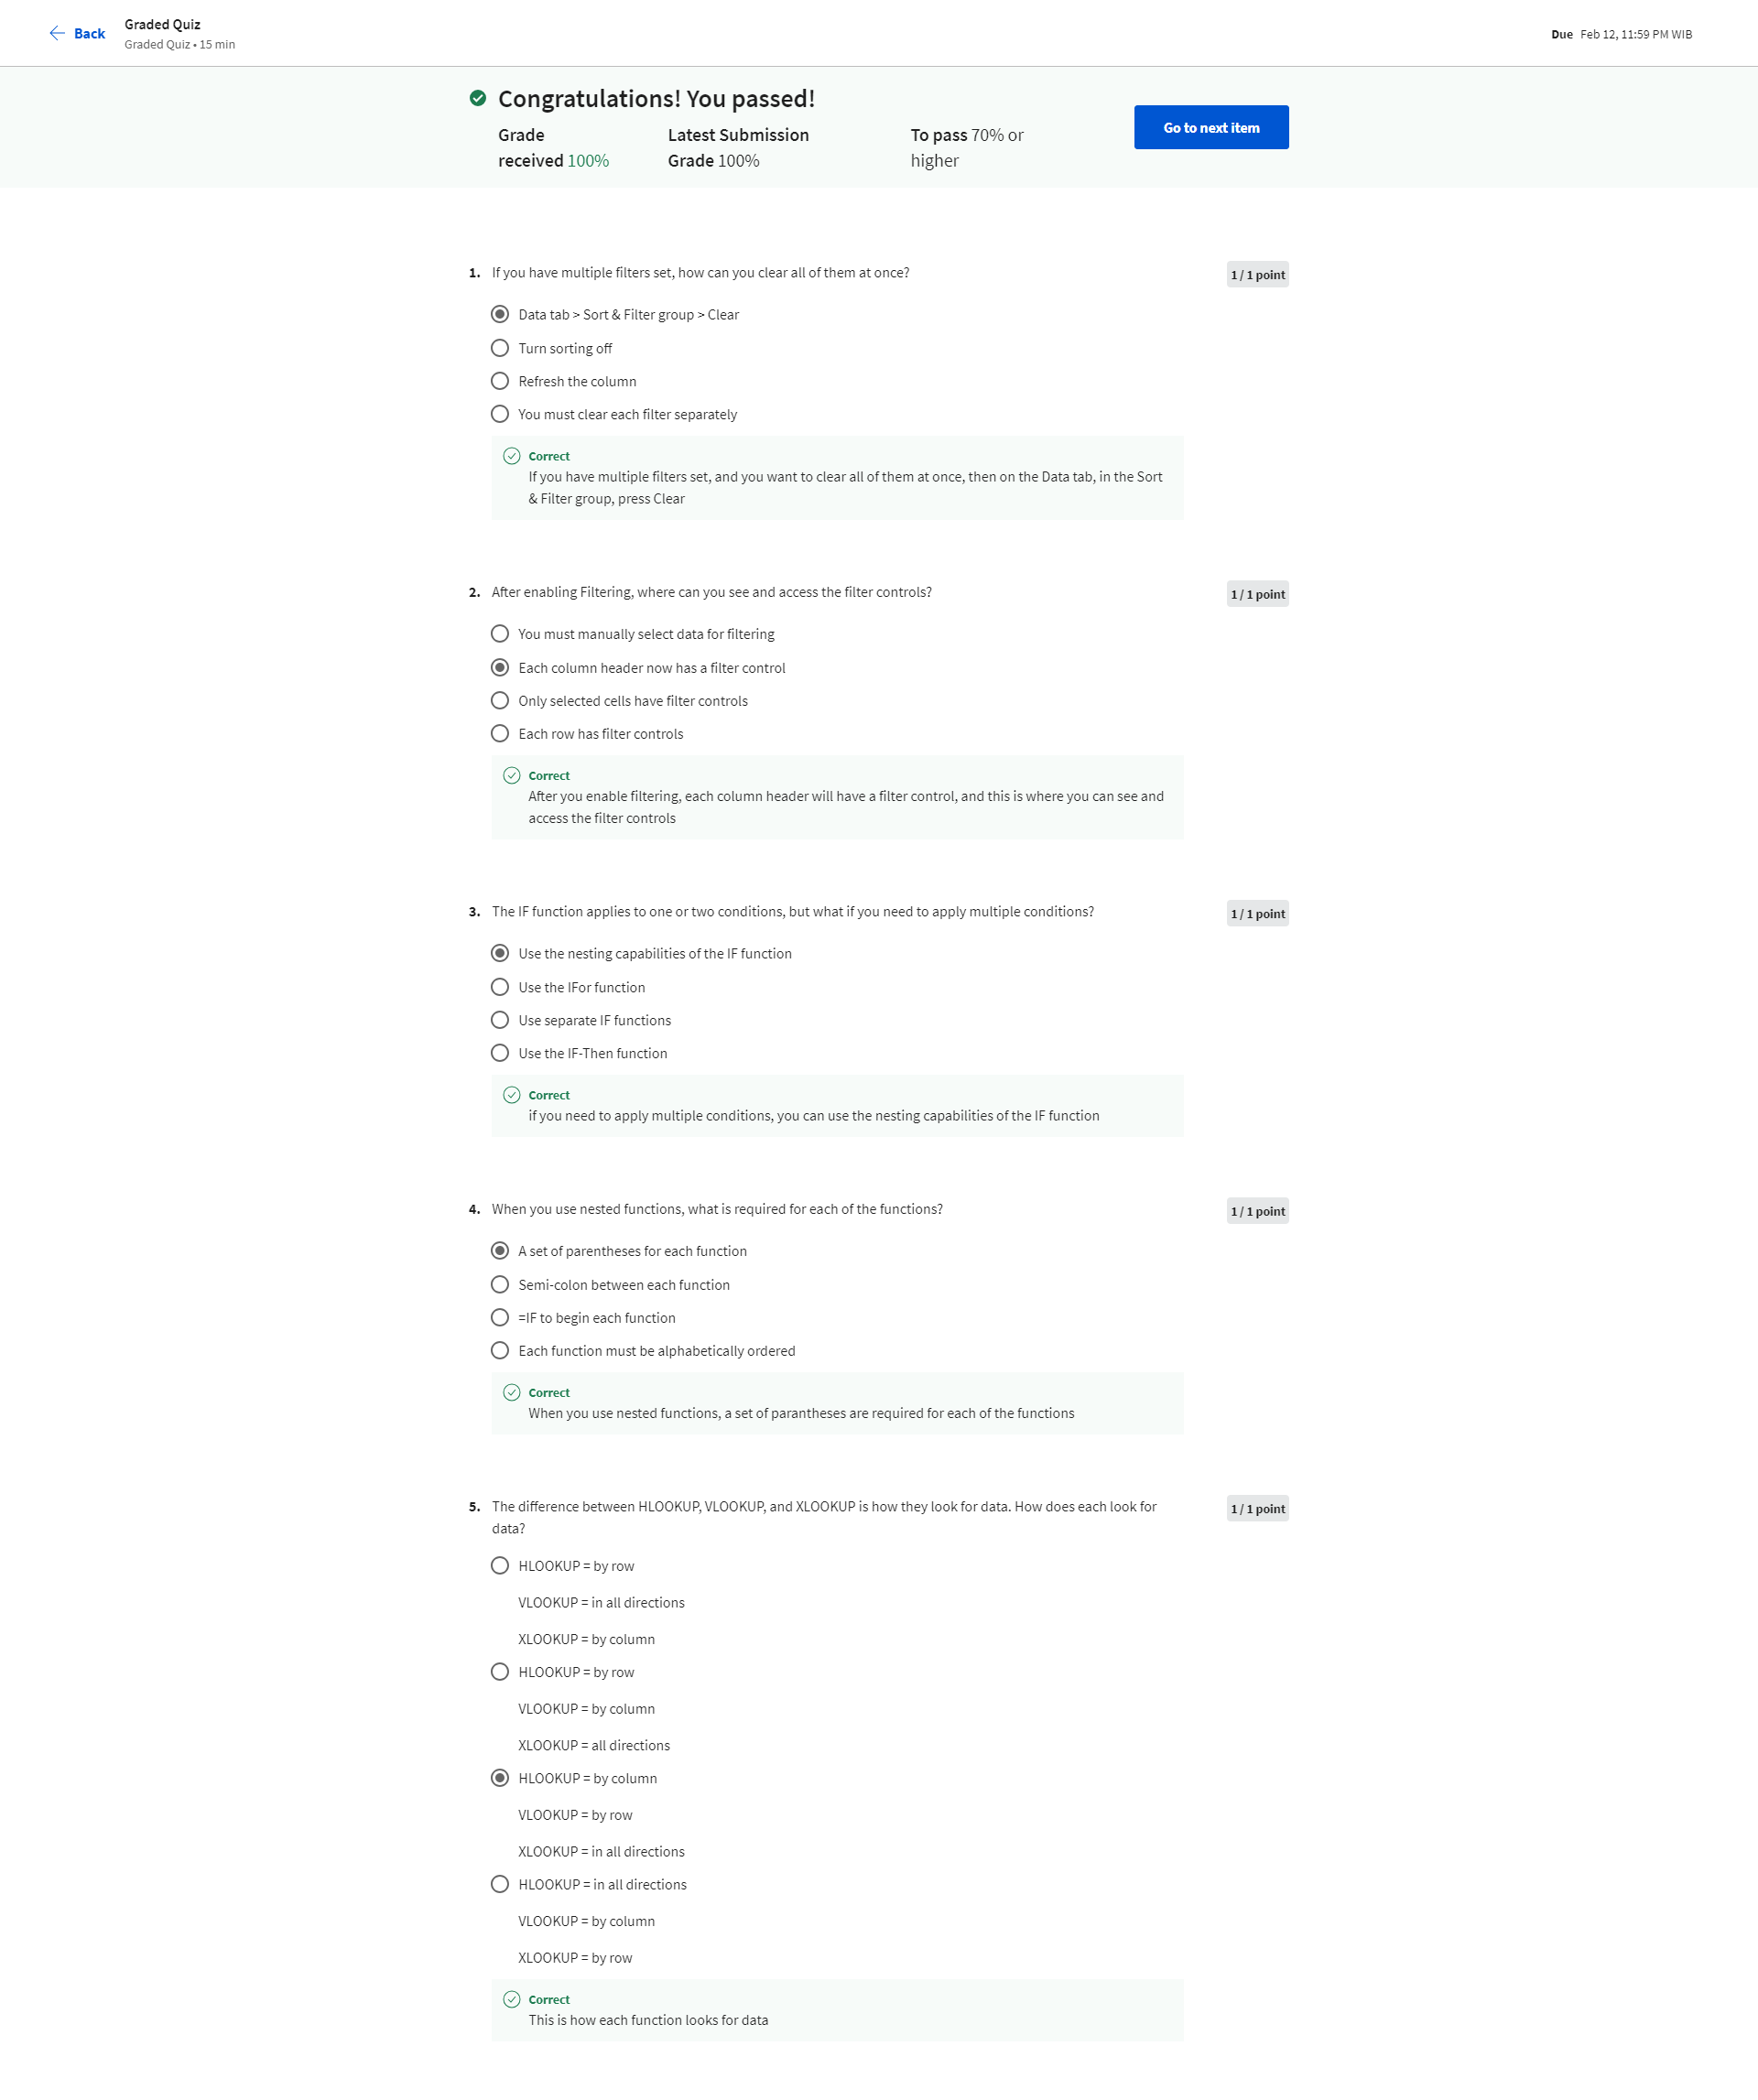 Back
Graded Quiz
Graded Quiz • 15 min
Due Feb 12, 11:59 PM WIB
Congratulations! You passed!
Grade received 100%
Latest Submission Grade 100%
To pass 70% or higher
Go to next item
1. If you have multiple filters set, how can you clear all of them at once?
1 / 1 point
Data tab > Sort & Filter group > Clear
Turn sorting off
Refresh the column
You must clear each filter separately
Correct
If you have multiple filters set, and you want to clear all of them at once, then on the Data tab, in the Sort
& Filter group, press Clear
2. After enabling Filtering, where can you see and access the filter controls?
1 / 1 point
You must manually select data for filtering
Each column header now has a filter control
Only selected cells have filter controls
Each row has filter controls
Correct
After you enable filtering, each column header will have a filter control, and this is where you can see and
access the filter controls
3. The IF function applies to one or two conditions, but what if you need to apply multiple conditions?
1 / 1 point
Use the nesting capabilities of the IF function
Use the IFor function
Use separate IF functions
Use the IF-Then function
Correct
if you need to apply multiple conditions, you can use the nesting capabilities of the IF function
4. When you use nested functions, what is required for each of the functions?
1 / 1 point
A set of parentheses for each function
Semi-colon between each function
=IF to begin each function
Each function must be alphabetically ordered
Correct
When you use nested functions, a set of parantheses are required for each of the functions
5. The difference between HLOOKUP, VLOOKUP, and XLOOKUP is how they look for data. How does each look for
data?
1 / 1 point
HLOOKUP = by row
VLOOKUP = in all directions
XLOOKUP = by column
HLOOKUP = by row
VLOOKUP = by column
XLOOKUP = all directions
HLOOKUP = by column
VLOOKUP = by row
XLOOKUP = in all directions
HLOOKUP = in all directions
VLOOKUP = by column
XLOOKUP = by row
Correct
This is how each function looks for data